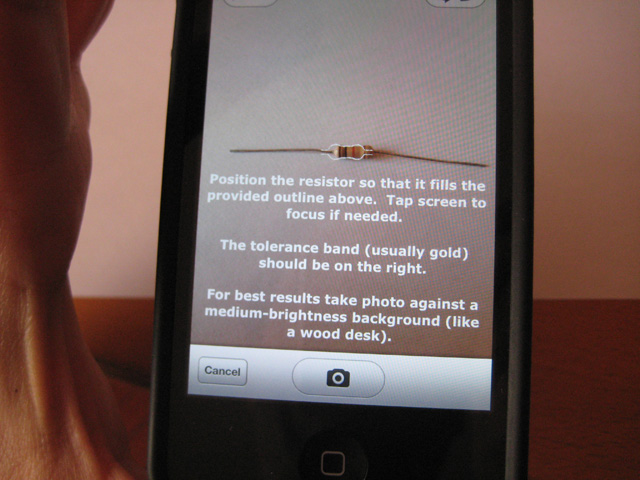 Position the resistor so that it fills the
provided outline above. Tap screen to
focus if needed.
The tolerance band (usually gold)
should be on the right.
For best results take photo against a
medium-brightness background (like
a wood desk).
Cancel